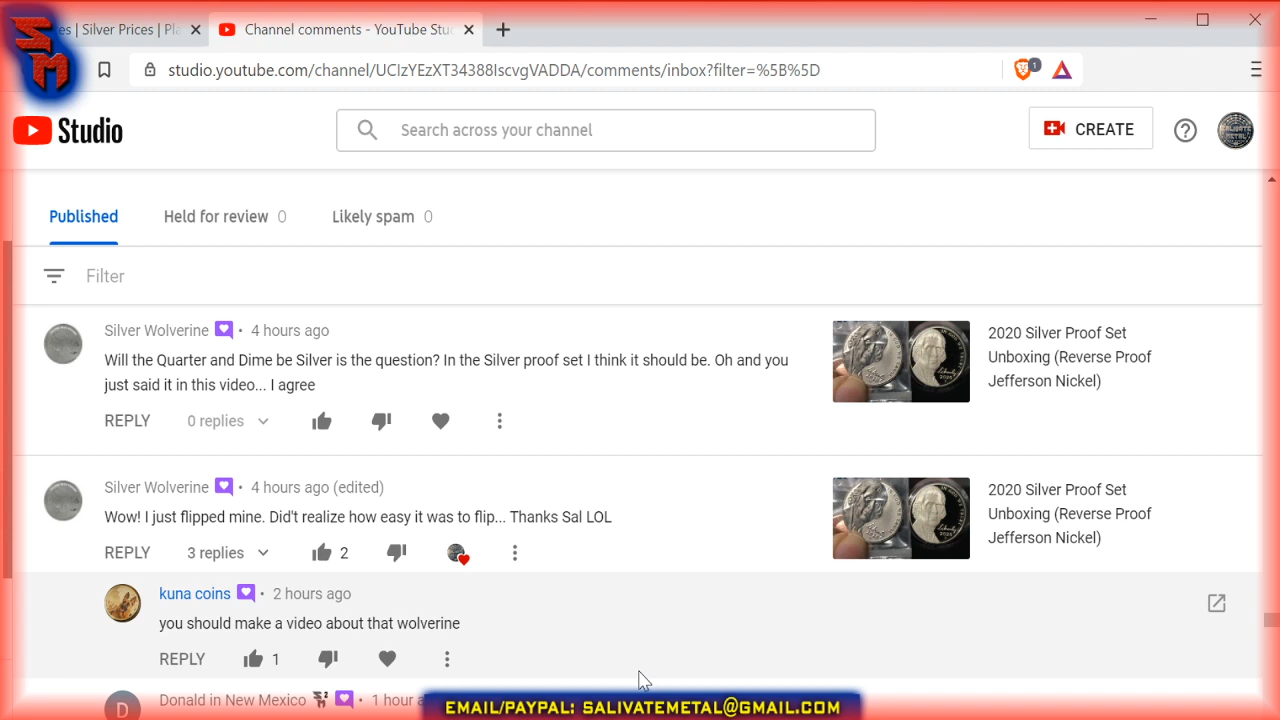 SM
es | Silver Prices | Pla
Channel comments - YouTube Stu
studio.youtube.com/channel/UCIzYEzXT34388IscvgVADDA/comments/inbox?filter=%5B%5D
1
Studio
Search across your channel
CREATE
Published
Held for review 0
Likely spam 0
Filter
Silver Wolverine • 4 hours ago
Will the Quarter and Dime be Silver is the question? In the Silver proof set I think it should be. Oh and you
just said it in this video... I agree
REPLY
0 replies
2020 Silver Proof Set
Unboxing (Reverse Proof
Jefferson Nickel)
Silver Wolverine • 4 hours ago (edited)
Wow! I just flipped mine. Did't realize how easy it was to flip... Thanks Sal LOL
REPLY
3 replies
2
2020 Silver Proof Set
Unboxing (Reverse Proof
Jefferson Nickel)
kuna coins • 2 hours ago
you should make a video about that wolverine
REPLY
1
D
Donald in New Mexico • 1 hour a
EMAIL/PAYPAL: SALIVATEMETAL@GMAIL.COM